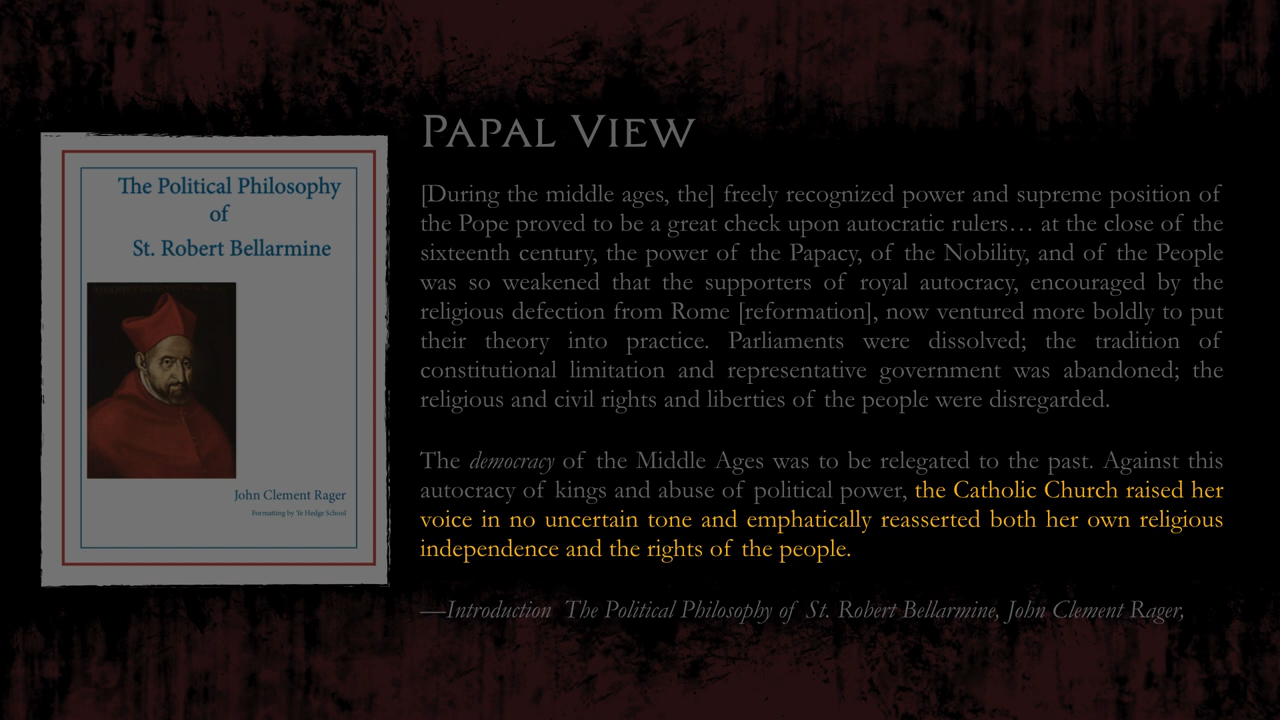 The Political Philosophy
of
St. Robert Bellarmine
John Clement Rager
Formatting by Ye Hedge School
Papal View
[During the middle ages, the] freely recognized power and supreme position of
the Pope proved to be a great check upon autocratic rulers… at the close of the
sixteenth century, the power of the Papacy, of the Nobility, and of the People
was so weakened that the supporters of royal autocracy, encouraged by the
religious defection from Rome [reformation], now ventured more boldly to put
their theory into practice. Parliaments were dissolved; the tradition of
constitutional limitation and representative government was abandoned; the
religious and civil rights and liberties of the people were disregarded.
The democracy of the Middle Ages was to be relegated to the past. Against this
autocracy of kings and abuse of political power, the Catholic Church raised her
voice in no uncertain tone and emphatically reasserted both her own religious
independence and the rights of the people.
—Introduction The Political Philosophy of St. Robert Bellarmine, John Clement Rager,